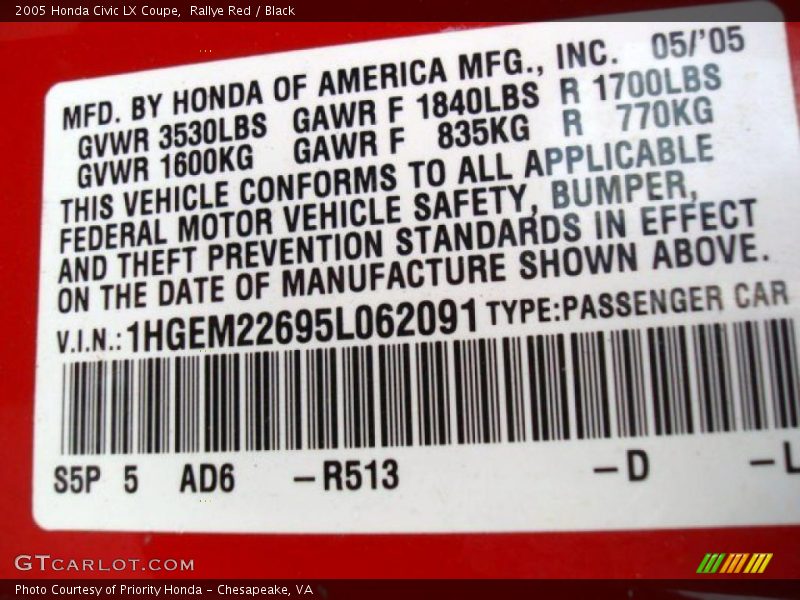 2005 Honda Civic LX Coupe,  Rallye Red / Black
MFD. BY HONDA OF AMERICA MFG., INC. 05/'05
GVWR 3530LBS GAWR F 1840LBS R 1700LBS
GVWR 1600KG GAWR F 835KG R 770KG
THIS VEHICLE CONFORMS TO ALL APPLICABLE
FEDERAL MOTOR VEHICLE SAFETY, BUMPER,
AND THEFT PREVENTION STANDARDS IN EFFECT
ON THE DATE OF MANUFACTURE SHOWN ABOVE.
V.I.N.: 1HGEM22695L062091 TYPE:PASSENGER CAR
S5P 5 AD6 –R513 –D –L
GTCARLOT.COM
Photo Courtesy of Priority Honda - Chesapeake, VA